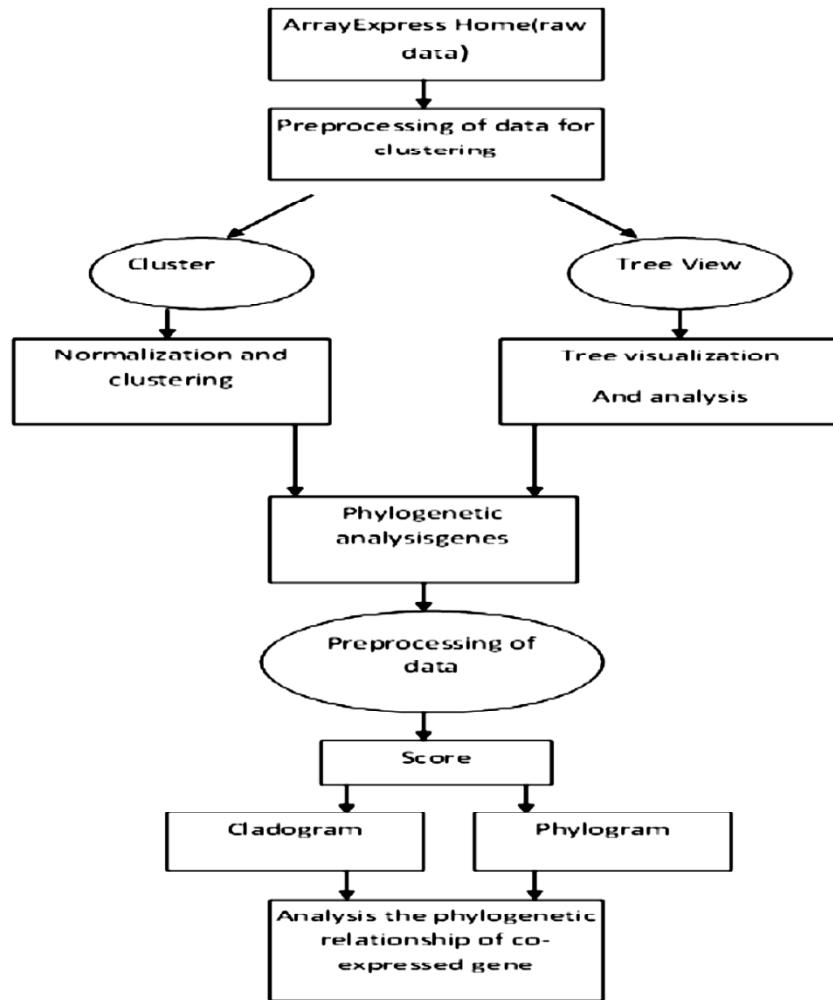 ArrayExpress Home(raw
data)
Preprocessing of data for
clustering
Cluster
Tree View
Normalization and
clustering
Tree visualization
And analysis
Phylogenetic
analysisgenes
Preprocessing of
data
Score
Cladogram
Phylogram
Analysis the phylogenetic
relationship of co-
expressed gene